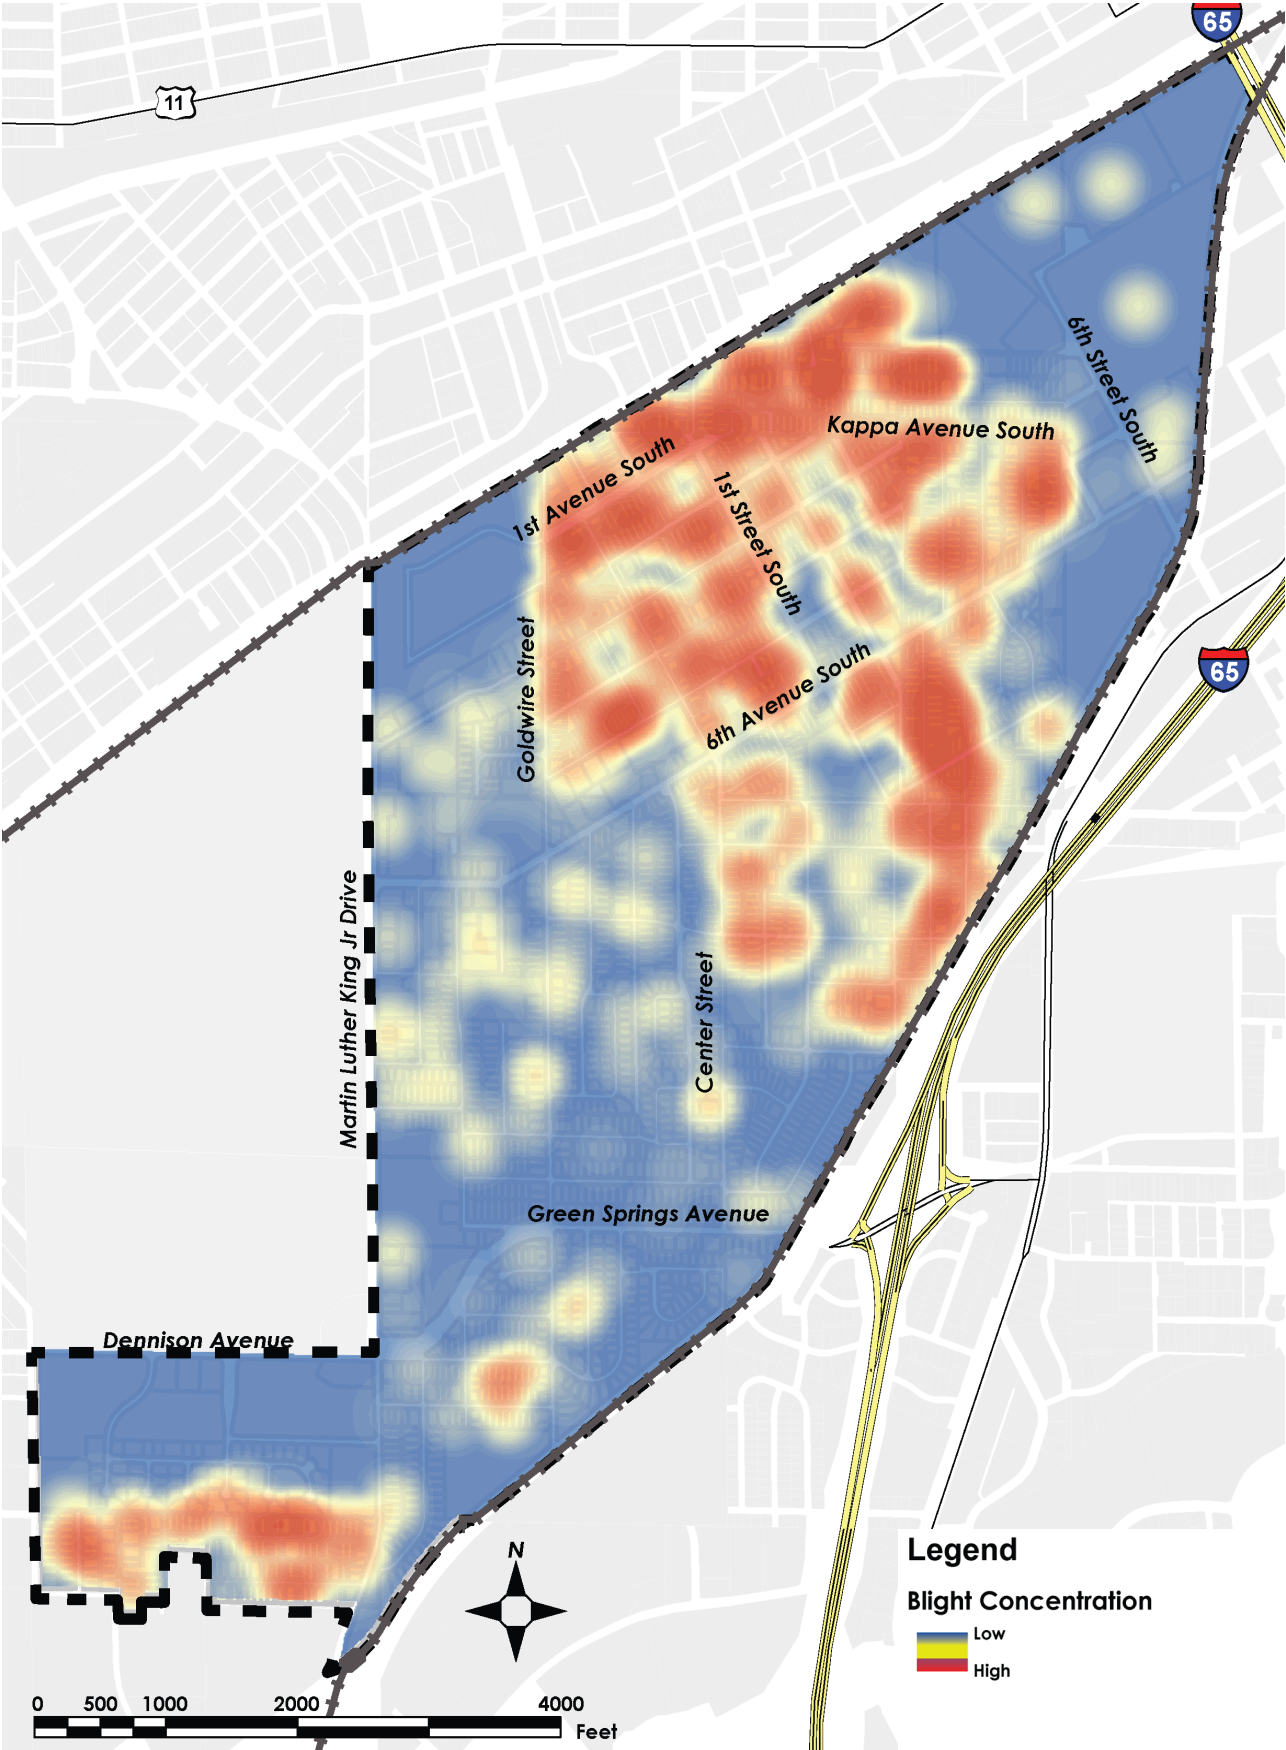 65
11
6th Street South
Kappa Avenue South
1st Avenue South
1st Street South
Goldwire Street
6th Avenue South
65
Martin Luther King Jr Drive
Center Street
Green Springs Avenue
Dennison Avenue
N
Legend
Blight Concentration
Low
High
0 500 1000 2000 4000
Feet